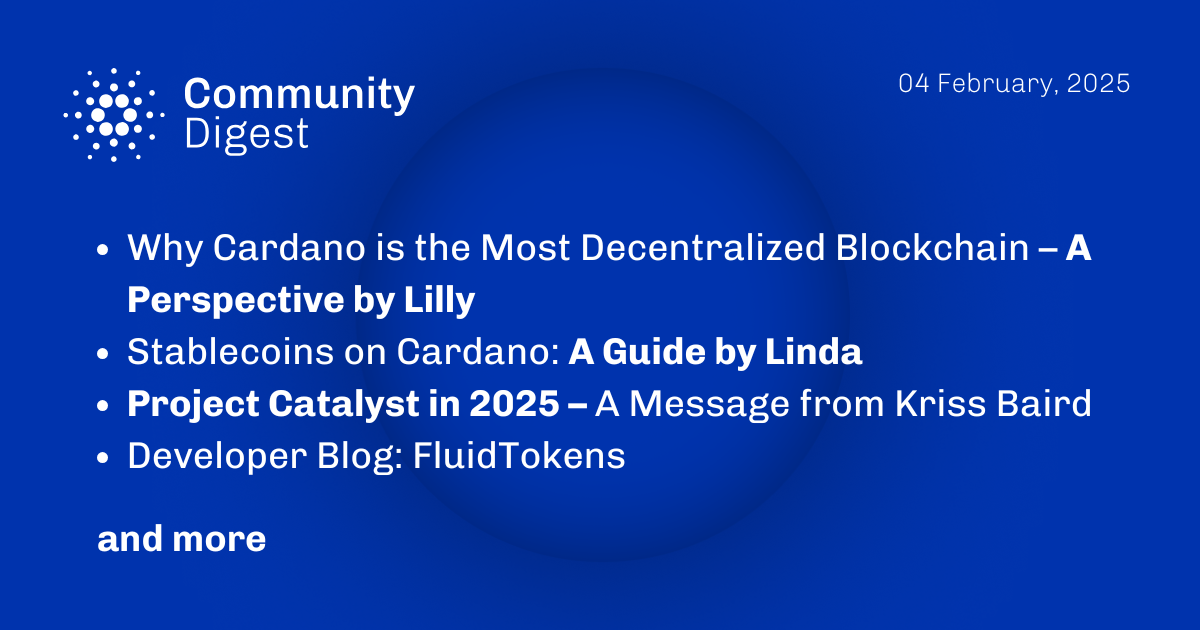 Community
Digest
04 February, 2025
• Why Cardano is the Most Decentralized Blockchain – A
Perspective by Lilly
• Stablecoins on Cardano: A Guide by Linda
• Project Catalyst in 2025 – A Message from Kriss Baird
• Developer Blog: FluidTokens
and more